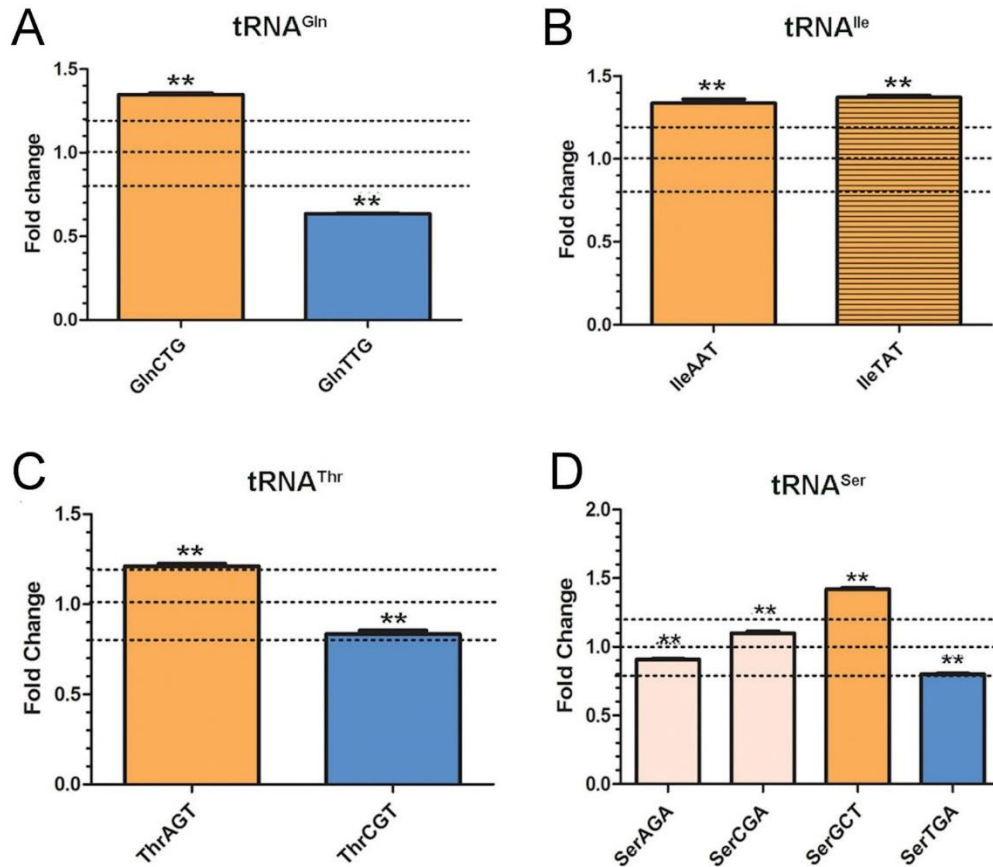 A
tRNAGln
Fold change
1.5
1.0
0.5
0.0
**
**
GlnCTG
GlnTTG
B
tRNAIle
Fold change
1.5
1.0
0.5
0.0
**
**
IleAAT
IleTAT
C
tRNAThr
Fold Change
1.5
1.0
0.5
0.0
**
**
ThrAGT
ThrCGT
D
tRNASer
Fold Change
2.0
1.5
1.0
0.5
0.0
**
**
**
**
SerAGA
SerCGA
SerGCT
SerTGA